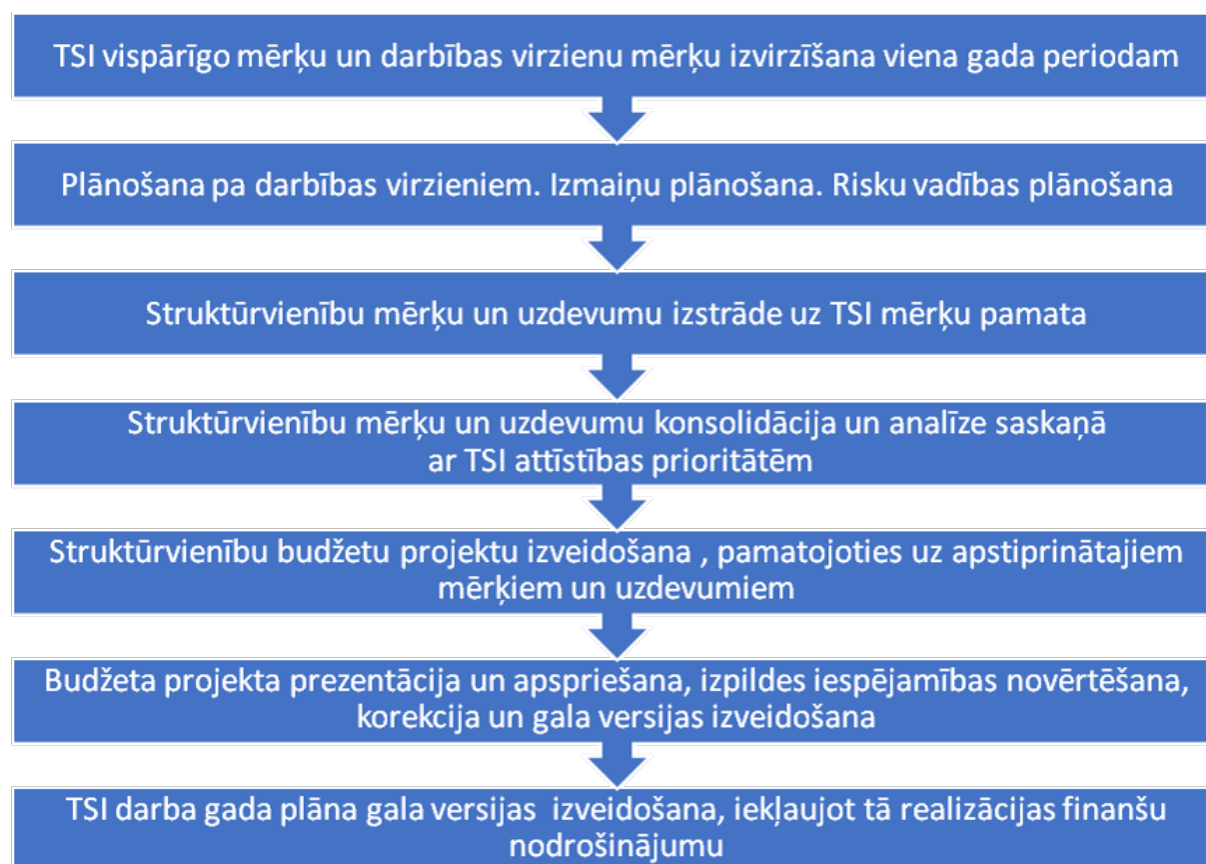 TSI vispārīgo mērķu un darbības virzienu mērķu izvirzīšana viena gada periodam
Plānošana pa darbības virzieniem. Izmaiņu plānošana. Risku vadības plānošana
Struktūrvienību mērķu un uzdevumu izstrāde uz TSI mērķu pamata
Struktūrvienību mērķu un uzdevumu konsolidācija un analīze saskaņā
ar TSI attīstības prioritātēm
Struktūrvienību budžetu projektu izveidošana , pamatojoties uz apstiprinātajiem
mērķiem un uzdevumiem
Budžeta projekta prezentācija un apspriešana, izpildes iespējamības novērtēšana,
korekcija un gala versijas izveidošana
TSI darba gada plāna gala versijas izveidošana, iekļaujot tā realizācijas finanšu
nodrošinājumu